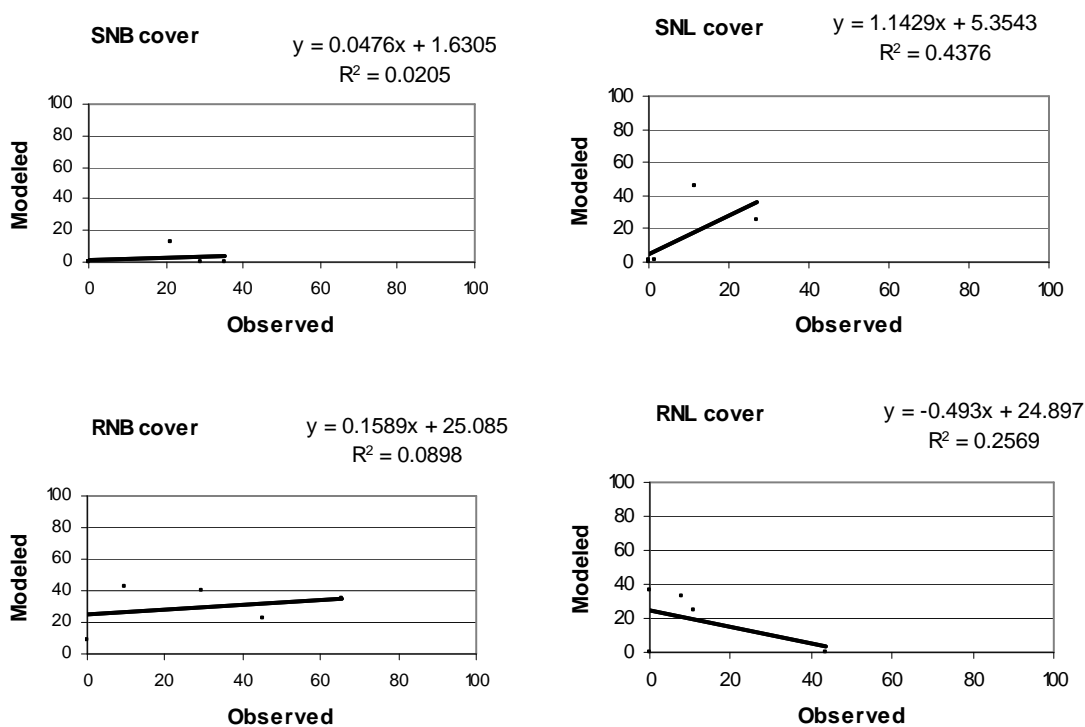 SNB cover
y = 0.0476x + 1.6305
R² = 0.0205
100
80
60
40
20
0
Modeled
0 20 40 60 80 100
Observed
SNL cover
y = 1.1429x + 5.3543
R² = 0.4376
100
80
60
40
20
0
Modeled
0 20 40 60 80 100
Observed
RNB cover
y = 0.1589x + 25.085
R² = 0.0898
100
80
60
40
20
0
Modeled
0 20 40 60 80 100
Observed
RNL cover
y = -0.493x + 24.897
R² = 0.2569
100
80
60
40
20
0
Modeled
0 20 40 60 80 100
Observed